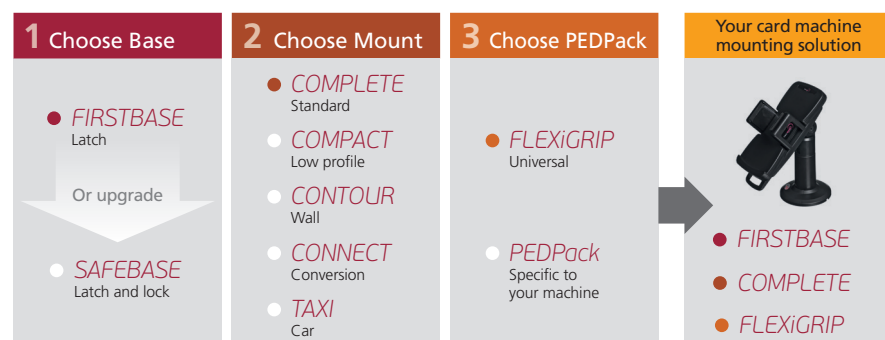 1 Choose Base
FIRSTBASE
Latch
Or upgrade
SAFEBASE
Latch and lock
2 Choose Mount
COMPLETE
Standard
COMPACT
Low profile
CONTOUR
Wall
CONNECT
Conversion
TAXI
Car
3 Choose PEDPack
FLEXiGRIP
Universal
PEDPack
Specific to
your machine
Your card machine
mounting solution
FIRSTBASE
COMPLETE
FLEXiGRIP